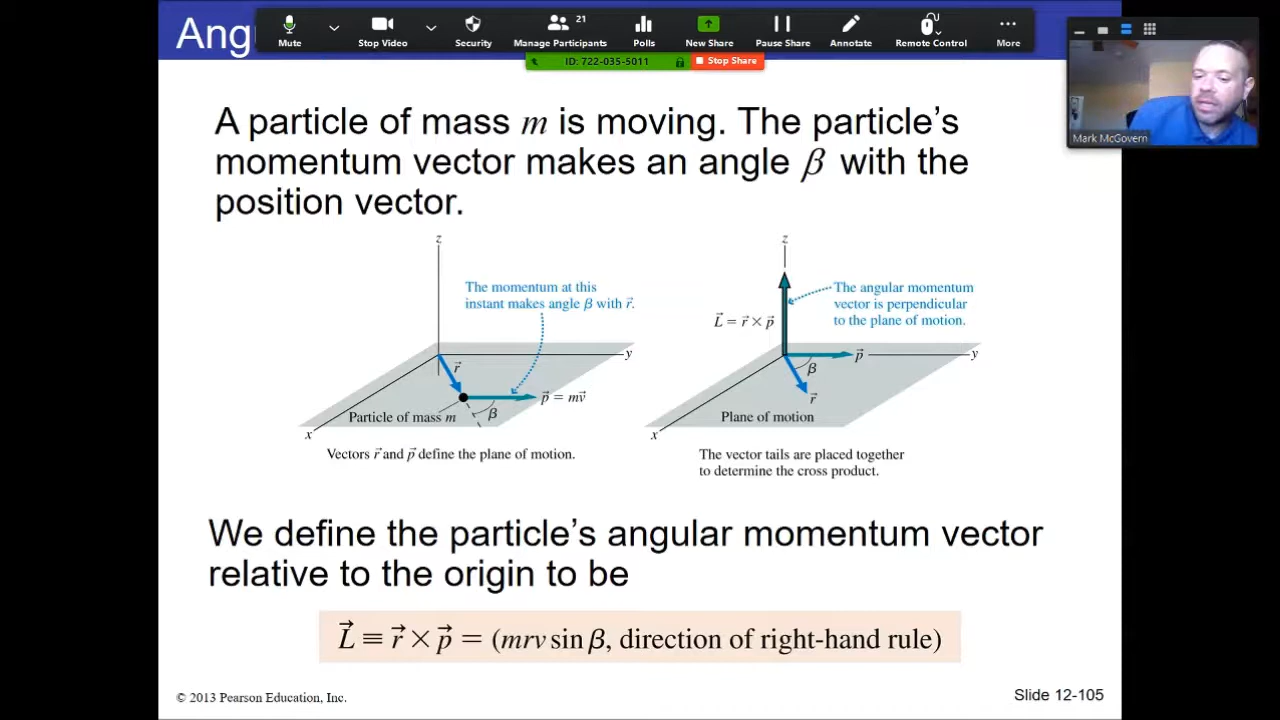 Ang
Mute
Stop Video
Security
Manage Participants
21
Polls
New Share
Pause Share
Annotate
Remote Control
More
ID: 722-035-5011
Stop Share
Mark McGovern
A particle of mass m is moving. The particle's
momentum vector makes an angle β with the
position vector.
z
The momentum at this
instant makes angle β with r⃗.
y
r⃗
p⃗ = mv⃗
Particle of mass m
β
x
Vectors r⃗ and p⃗ define the plane of motion.
z
The angular momentum
vector is perpendicular
to the plane of motion.
L⃗ = r⃗ × p⃗
p⃗
y
β
r⃗
Plane of motion
x
The vector tails are placed together
to determine the cross product.
We define the particle's angular momentum vector
relative to the origin to be
L⃗ ≡ r⃗ × p⃗ = (mrv sin β, direction of right-hand rule)
© 2013 Pearson Education, Inc.
Slide 12-105